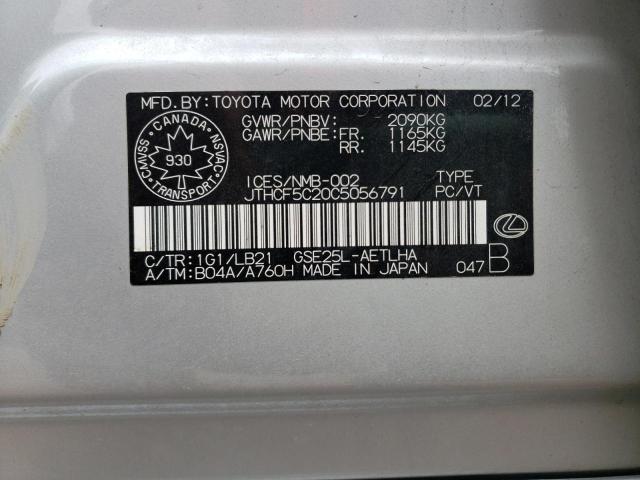 MFD. BY: TOYOTA MOTOR CORPORATION 02/12
GVWR/PNBV: 2090KG
GAWR/PNBE: FR. 1165KG
RR. 1145KG
CANADA
CMVSS 930 NSVAC
TRANSPORT
ICES/NMB-002
JTHCF5C20C5056791 TYPE:
PC/VT
C/TR: 1G1/LB21 GSE25L-AETLHA
A/TM: B04A/A760H MADE IN JAPAN 047 B